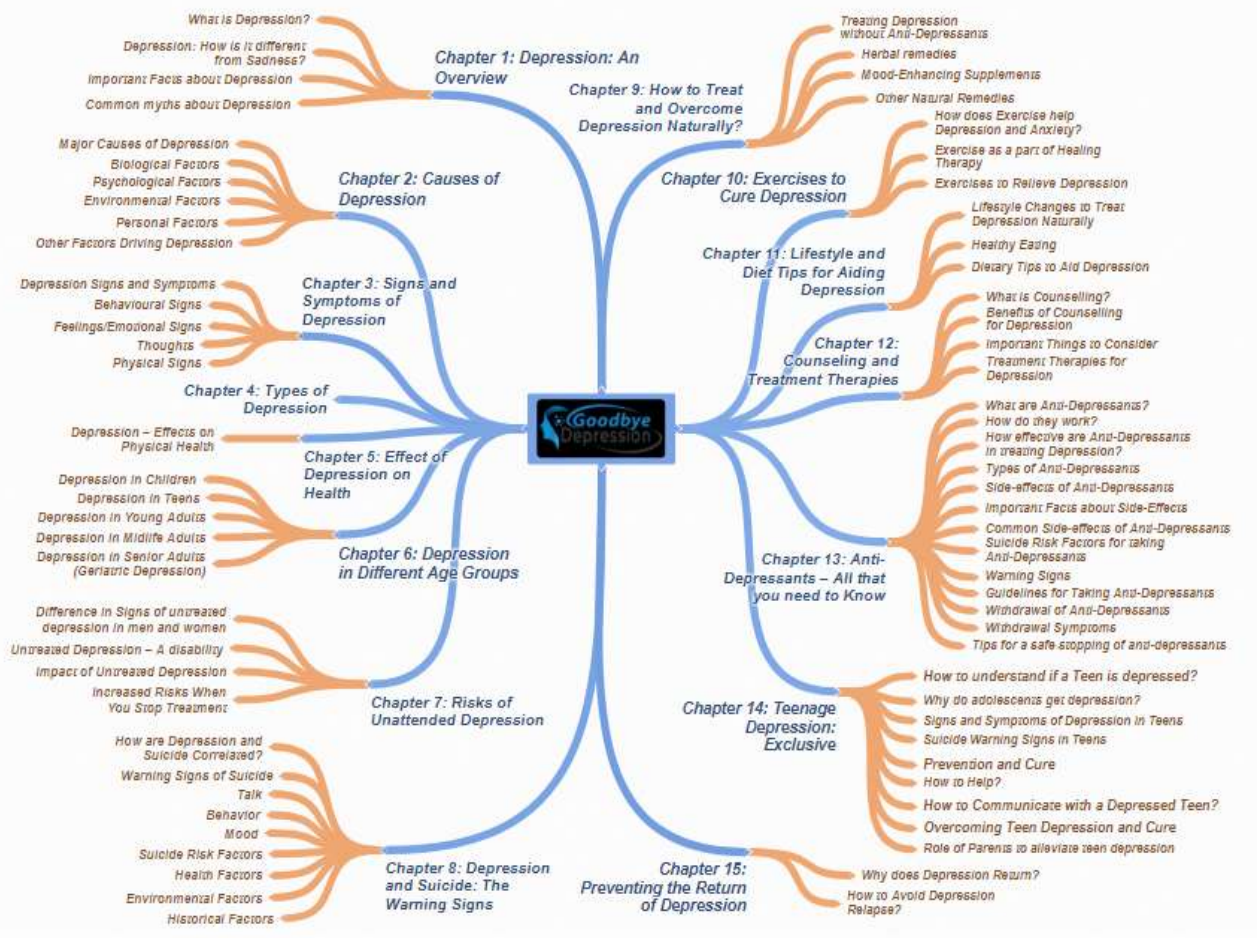 Goodbye
Depression
Chapter 1: Depression: An
Overview
What is Depression?
Depression: How is it different
from Sadness?
Important Facts about Depression
Common myths about Depression
Chapter 2: Causes of
Depression
Major Causes of Depression
Biological Factors
Psychological Factors
Environmental Factors
Personal Factors
Other Factors Driving Depression
Chapter 3: Signs and
Symptoms of
Depression
Depression Signs and Symptoms
Behavioural Signs
Feelings/Emotional Signs
Thoughts
Physical Signs
Chapter 4: Types of
Depression
Chapter 5: Effect of
Depression on
Health
Depression – Effects on
Physical Health
Chapter 6: Depression
in Different Age Groups
Depression in Children
Depression in Teens
Depression in Young Adults
Depression in Midlife Adults
Depression in Senior Adults
(Geriatric Depression)
Chapter 7: Risks of
Unattended Depression
Difference in Signs of untreated
depression in men and women
Untreated Depression – A disability
Impact of Untreated Depression
Increased Risks When
You Stop Treatment
Chapter 8: Depression
and Suicide: The
Warning Signs
How are Depression and
Suicide Correlated?
Warning Signs of Suicide
Talk
Behavior
Mood
Suicide Risk Factors
Health Factors
Environmental Factors
Historical Factors
Chapter 9: How to Treat
and Overcome
Depression Naturally?
Treating Depression
without Anti-Depressants
Herbal remedies
Mood-Enhancing Supplements
Other Natural Remedies
Chapter 10: Exercises to
Cure Depression
How does Exercise help
Depression and Anxiety?
Exercise as a part of Healing
Therapy
Exercises to Relieve Depression
Chapter 11: Lifestyle and
Diet Tips for Aiding
Depression
Lifestyle Changes to Treat
Depression Naturally
Healthy Eating
Dietary Tips to Aid Depression
Chapter 12:
Counseling and
Treatment Therapies
What is Counselling?
Benefits of Counselling
for Depression
Important Things to Consider
Treatment Therapies for
Depression
Chapter 13: Anti-
Depressants – All that
you need to Know
What are Anti-Depressants?
How do they work?
How effective are Anti-Depressants
in treating Depression?
Types of Anti-Depressants
Side-effects of Anti-Depressants
Important Facts about Side-Effects
Common Side-effects of Anti-Depressants
Suicide Risk Factors for taking
Anti-Depressants
Warning Signs
Guidelines for Taking Anti-Depressants
Withdrawal of Anti-Depressants
Withdrawal Symptoms
Tips for a safe stopping of anti-depressants
Chapter 14: Teenage
Depression:
Exclusive
How to understand if a Teen is depressed?
Why do adolescents get depression?
Signs and Symptoms of Depression in Teens
Suicide Warning Signs in Teens
Prevention and Cure
How to Help?
How to Communicate with a Depressed Teen?
Overcoming Teen Depression and Cure
Role of Parents to alleviate teen depression
Chapter 15:
Preventing the Return
of Depression
Why does Depression Return?
How to Avoid Depression
Relapse?